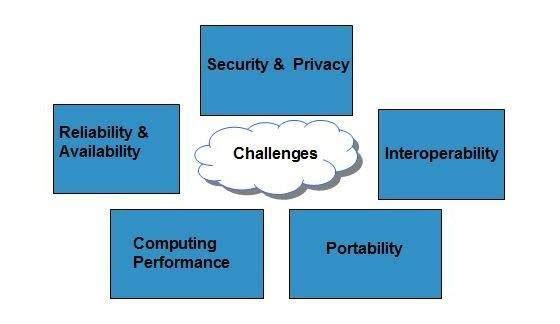 Security &  Privacy
Reliability &
Availability
Challenges
Interoperability
Computing
Performance
Portability